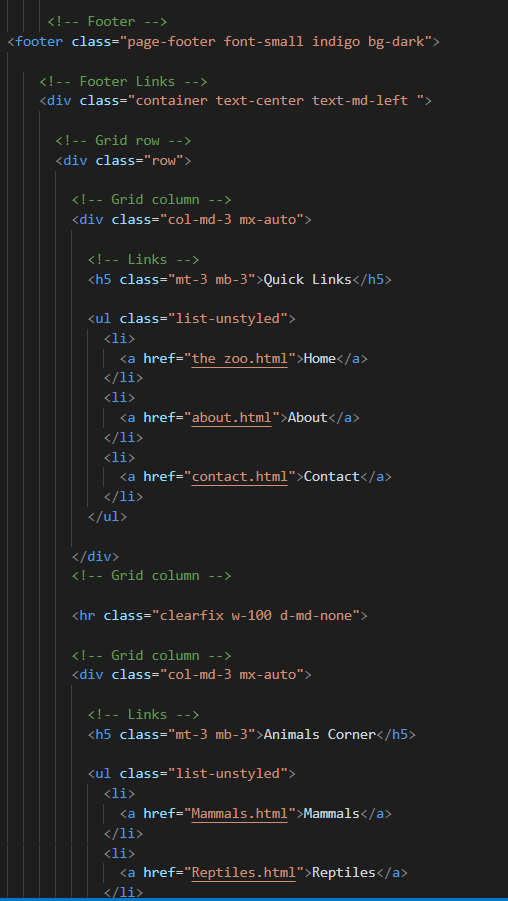 <!-- Footer -->
<footer class="page-footer font-small indigo bg-dark">
<!-- Footer Links -->
<div class="container text-center text-md-left ">
<!-- Grid row -->
<div class="row">
<!-- Grid column -->
<div class="col-md-3 mx-auto">
<!-- Links -->
<h5 class="mt-3 mb-3">Quick Links</h5>
<ul class="list-unstyled">
<li>
<a href="the zoo.html">Home</a>
</li>
<li>
<a href="about.html">About</a>
</li>
<li>
<a href="contact.html">Contact</a>
</li>
</ul>
</div>
<!-- Grid column -->
<hr class="clearfix w-100 d-md-none">
<!-- Grid column -->
<div class="col-md-3 mx-auto">
<!-- Links -->
<h5 class="mt-3 mb-3">Animals Corner</h5>
<ul class="list-unstyled">
<li>
<a href="Mammals.html">Mammals</a>
</li>
<li>
<a href="Reptiles.html">Reptiles</a>
</li>